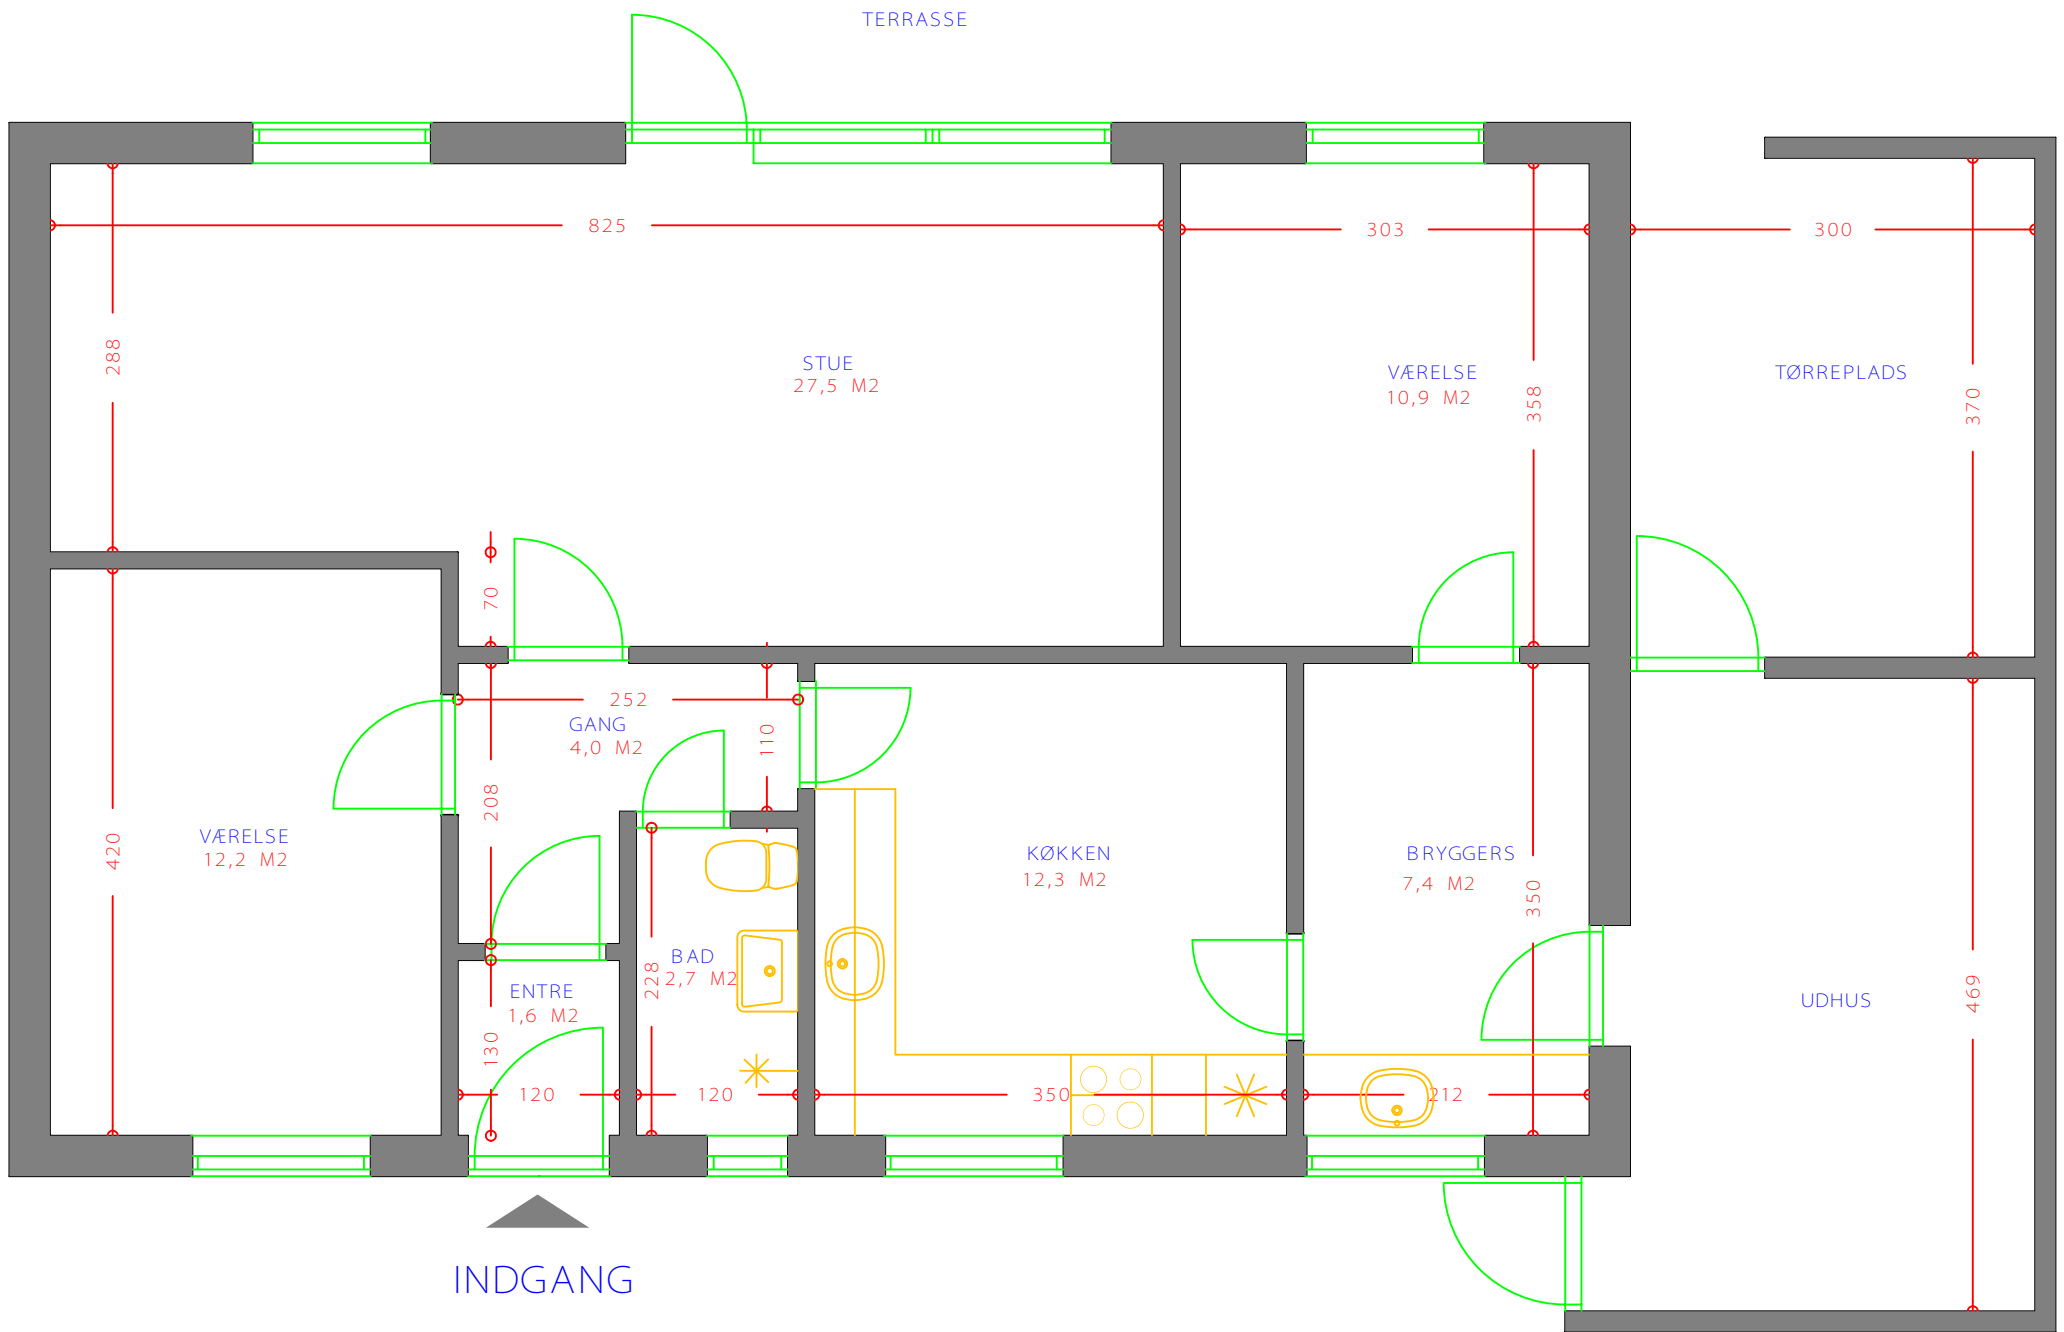 TERRASSE
825
303
300
288
STUE
27,5 M2
VÆRELSE
10,9 M2
358
TØRREPLADS
370
70
252
GANG
4,0 M2
110
208
VÆRELSE
12,2 M2
420
KØKKEN
12,3 M2
BRYGGERS
7,4 M2
350
BAD
2,7 M2
228
ENTRE
1,6 M2
130
UDHUS
469
120
120
350
212
INDGANG